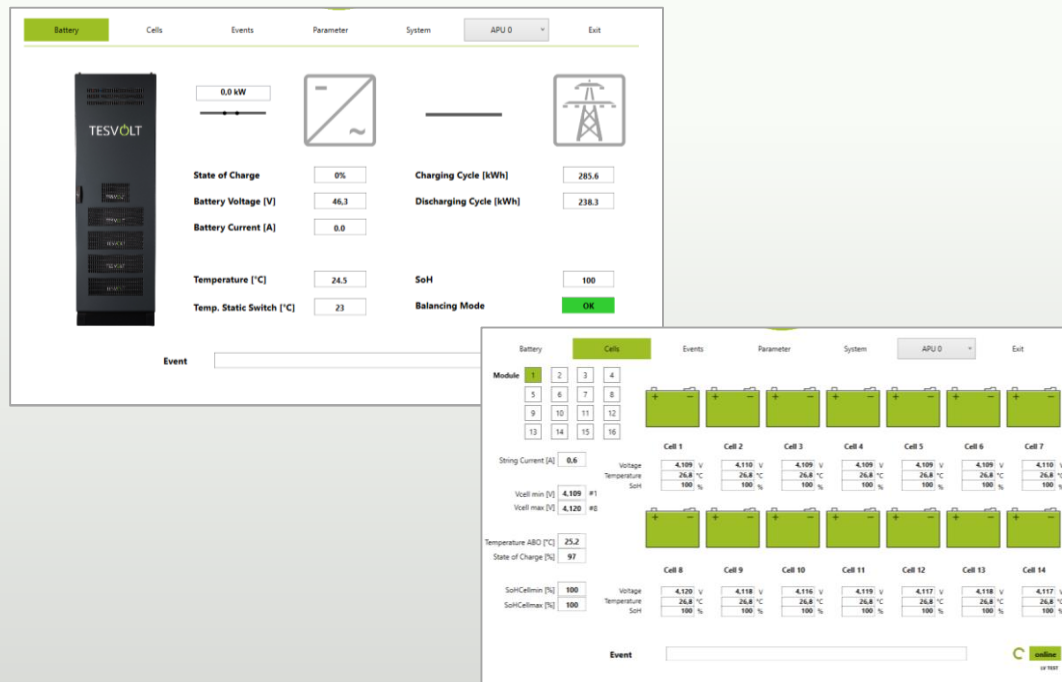 Battery Cells Events Parameter System APU 0 Exit
0,0 kW
TESVOLT
State of Charge 0% Charging Cycle [kWh] 285.6
Battery Voltage [V] 46,3 Discharging Cycle [kWh] 238.3
Battery Current [A] 0.0
Temperature [°C] 24.5 SoH 100
Temp. Static Switch [°C] 23 Balancing Mode OK
Event
Battery Cells Events Parameter System APU 0 Exit
Module 1 2 3 4
5 6 7 8
9 10 11 12
13 14 15 16
Cell 1 Cell 2 Cell 3 Cell 4 Cell 5 Cell 6 Cell 7
String Current [A] 0,6
Voltage 4,109 V 4,110 V 4,109 V 4,109 V 4,109 V 4,109 V 4,110 V
Temperature 26,8 °C 26,8 °C 26,8 °C 26,8 °C 26,8 °C 26,8 °C 26,8 °C
SoH 100 % 100 % 100 % 100 % 100 % 100 % 100 %
Vcell min [V] 4,109 #1
Vcell max [V] 4,120 #8
Temperature ABO [°C] 25.2
State of Charge [%] 97
Cell 8 Cell 9 Cell 10 Cell 11 Cell 12 Cell 13 Cell 14
SoHCellmin [%] 100
SoHCellmax [%] 100
Voltage 4,120 V 4,118 V 4,116 V 4,119 V 4,117 V 4,118 V 4,117 V
Temperature 26,8 °C 26,8 °C 26,8 °C 26,8 °C 26,8 °C 26,8 °C 26,8 °C
SoH 100 % 100 % 100 % 100 % 100 % 100 % 100 %
Event
online
LV TEST